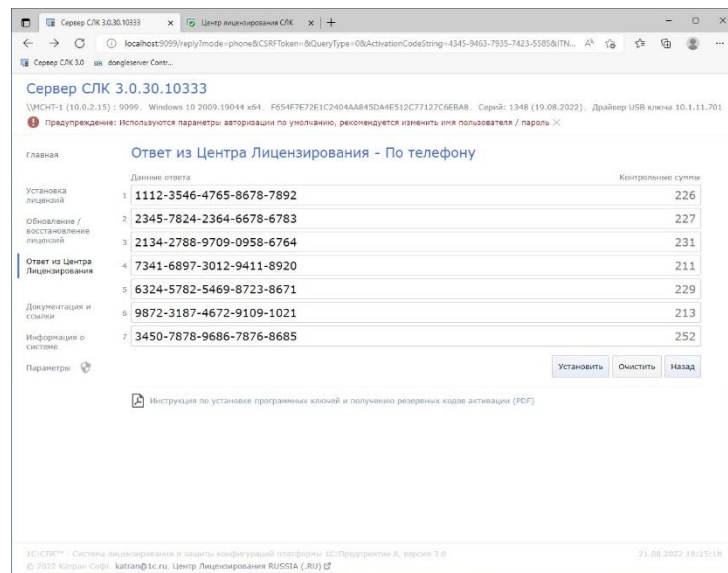 Сервер СЛК 3.0.30.10333
Центр лицензирования СЛК
localhost:9099/reply?mode=phone&CSRFToken=&QueryType=0&ActivationCodeString=4345-9463-7935-7423-5585&ITN...
Сервер СЛК 3.0
dongleserver Contr...
Сервер СЛК 3.0.30.10333
\\МСНТ-1 (10.0.2.15) : 9099, Windows 10 2009.19044 x64, F654F7E72E1C2404AA845DA4E512C77127C6EBA8, Серий: 1348 (19.08.2022), Драйвер USB ключа 10.1.11.701
Предупреждение: Используются параметры авторизации по умолчанию, рекомендуется изменить имя пользователя / пароль
Главная
Установка лицензий
Обновление / восстановление лицензий
Ответ из Центра Лицензирования
Документация и ссылки
Информация о системе
Параметры
Ответ из Центра Лицензирования - По телефону
Данные ответа Контрольные суммы
1 1112-3546-4765-8678-7892 226
2 2345-7824-2364-6678-6783 227
3 2134-2788-9709-0958-6764 231
4 7341-6897-3012-9411-8920 211
5 6324-5782-5469-8723-8671 229
6 9872-3187-4672-9109-1021 213
7 3450-7878-9686-7876-8685 252
Установить Очистить Назад
Инструкция по установке программных ключей и получению резервных кодов активации (PDF)
1С:СЛК™ - Система лицензирования и защиты конфигураций платформы 1С:Предприятие 8, версия 3.0
21.08.2022 18:15:18
© 2022 Катран Софт, katran@1c.ru, Центр Лицензирования RUSSIA (.RU)